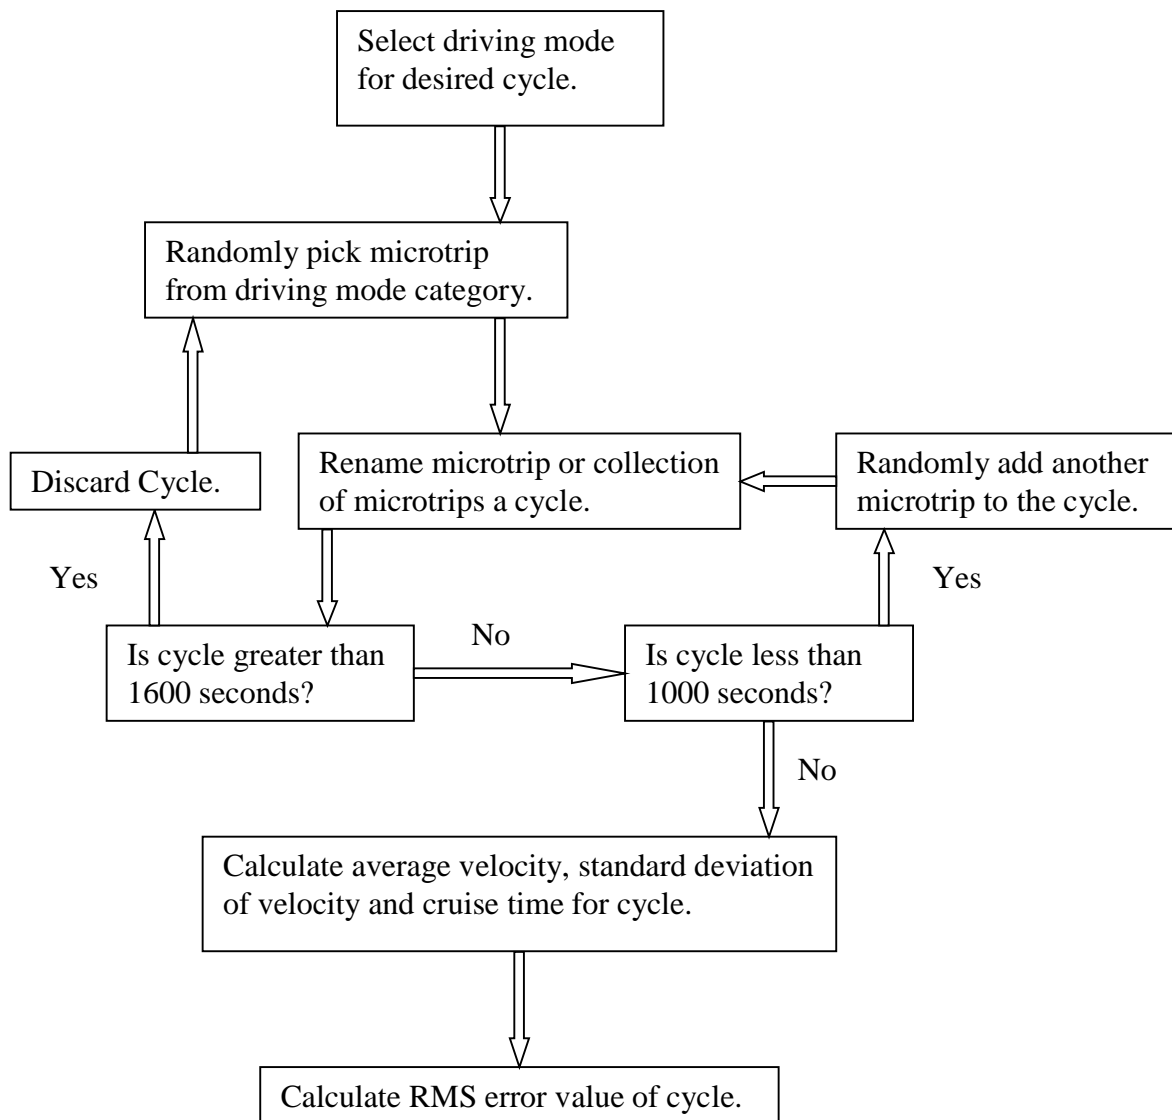 Select driving mode
for desired cycle.
Randomly pick microtrip
from driving mode category.
Discard Cycle.
Rename microtrip or collection
of microtrips a cycle.
Randomly add another
microtrip to the cycle.
Yes
Yes
Is cycle greater than
1600 seconds?
No
Is cycle less than
1000 seconds?
No
Calculate average velocity, standard deviation
of velocity and cruise time for cycle.
Calculate RMS error value of cycle.